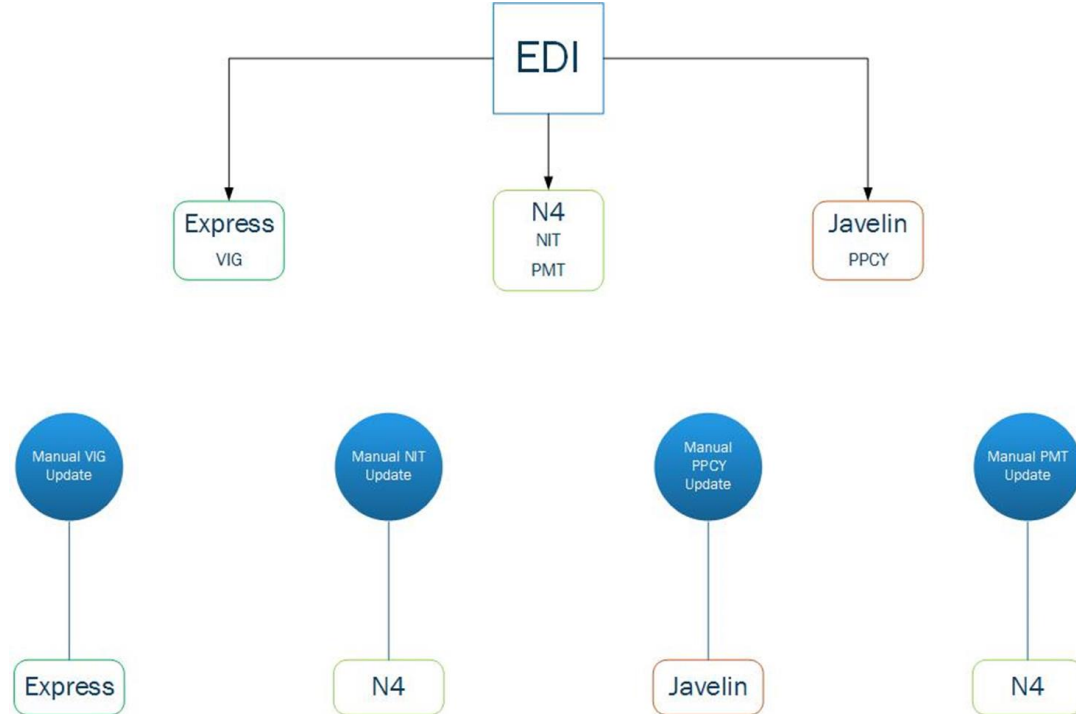 EDI
Express
VIG
N4
NIT
PMT
Javelin
PPCY
Manual VIG
Update
Manual NIT
Update
Manual
PPCY
Update
Manual PMT
Update
Express
N4
Javelin
N4